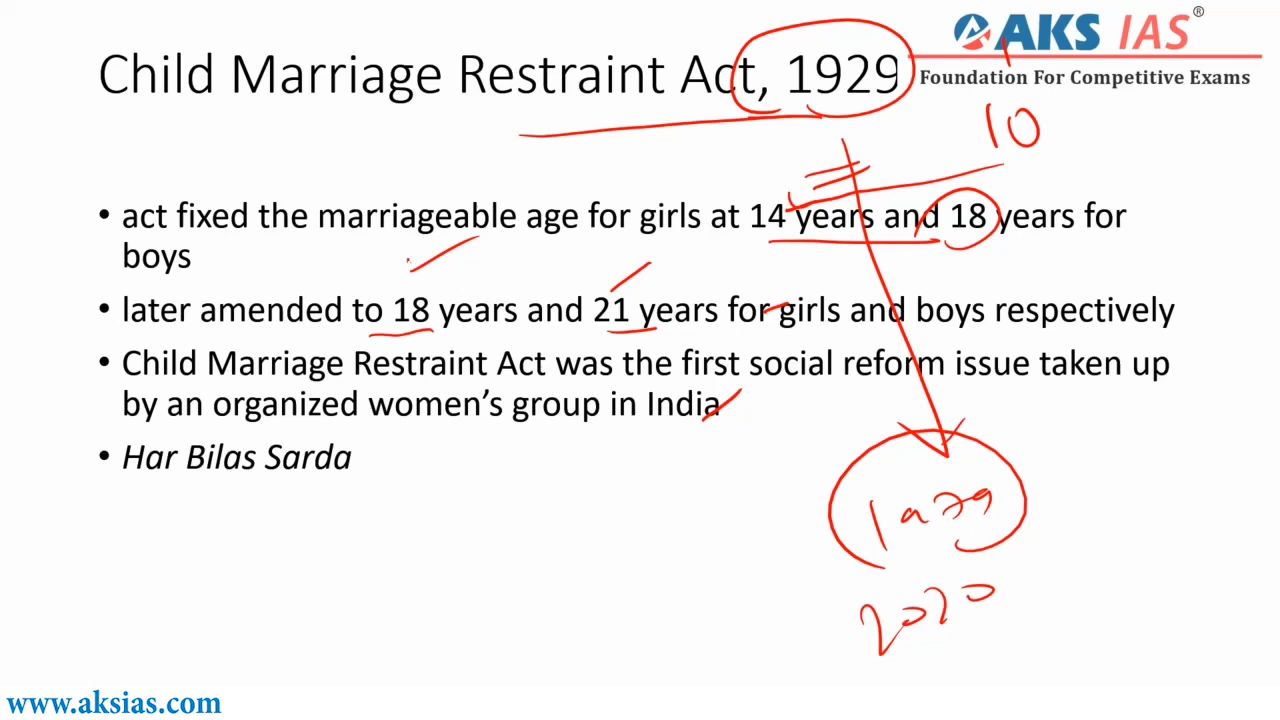 Child Marriage Restraint Act, 1929
AKS IAS®
Foundation For Competitive Exams
10
• act fixed the marriageable age for girls at 14 years and 18 years for
boys
• later amended to 18 years and 21 years for girls and boys respectively
• Child Marriage Restraint Act was the first social reform issue taken up
by an organized women’s group in India
• Har Bilas Sarda
1979
2020
www.aksias.com